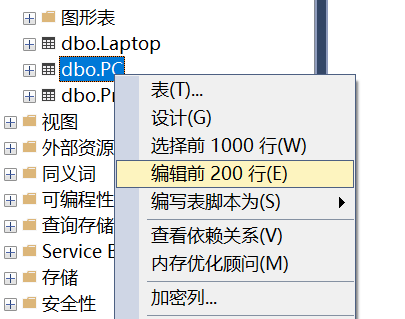 图形表
dbo.Laptop
dbo.PC
dbo.Pr
视图
外部资源
同义词
可编程性
查询存储
Service B
存储
安全性
表(T)...
设计(G)
选择前 1000 行(W)
编辑前 200 行(E)
编写表脚本为(S)
查看依赖关系(V)
内存优化顾问(M)
加密列...